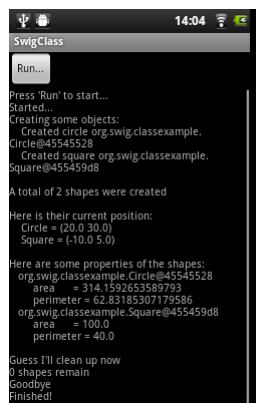 14:04
SwigClass
Run...
Press 'Run' to start...
Started...
Creating some objects:
Created circle org.swig.classexample.
Circle@45545528
Created square org.swig.classexample.
Square@455459d8
A total of 2 shapes were created
Here is their current position:
Circle = (20.0 30.0)
Square = (-10.0 5.0)
Here are some properties of the shapes:
org.swig.classexample.Circle@45545528
area = 314.1592653589793
perimeter = 62.83185307179586
org.swig.classexample.Square@455459d8
area = 100.0
perimeter = 40.0
Guess I'll clean up now
0 shapes remain
Goodbye
Finished!